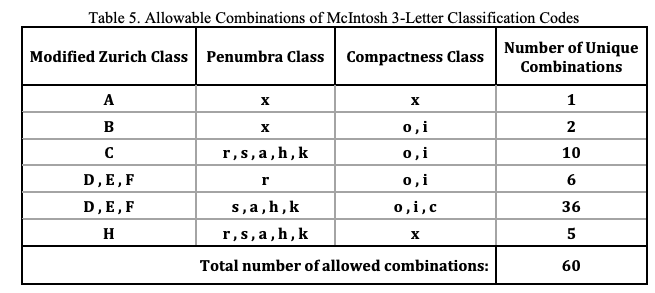 Table 5. Allowable Combinations of McIntosh 3-Letter Classification Codes
Modified Zurich Class Penumbra Class Compactness Class Number of Unique Combinations
A x x 1
B x o , i 2
C r , s , a , h , k o , i 10
D , E , F r o , i 6
D , E , F s , a , h , k o , i , c 36
H r , s , a , h , k x 5
Total number of allowed combinations: 60